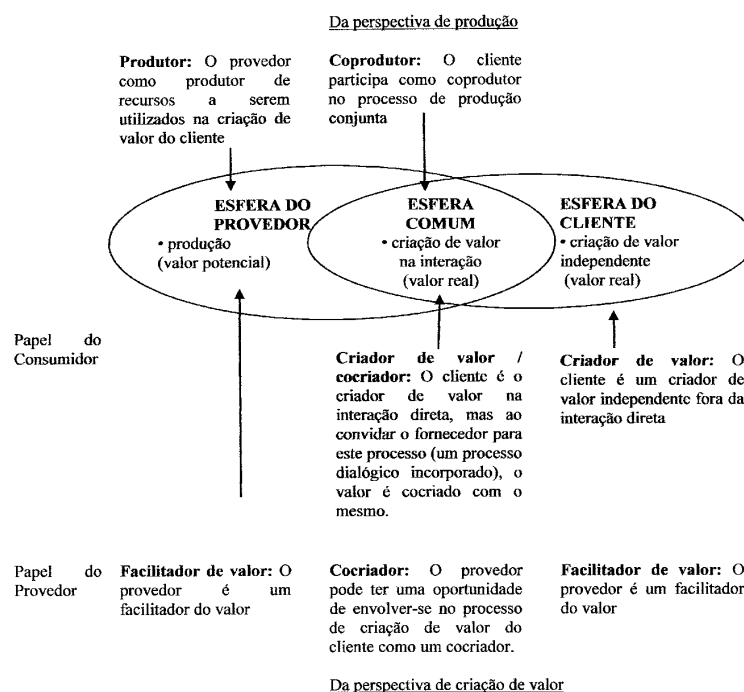 Da perspectiva de produção
Produtor: O provedor
como produtor de
recursos a serem
utilizados na criação de
valor do cliente
Coprodutor: O cliente
participa como coprodutor
no processo de produção
conjunta
ESFERA DO
PROVEDOR
• produção
(valor potencial)
ESFERA
COMUM
• criação de valor
na interação
(valor real)
ESFERA DO
CLIENTE
• criação de valor
independente
(valor real)
Papel do
Consumidor
Criador de valor /
cocriador: O cliente é o
criador de valor na
interação direta, mas ao
convidar o fornecedor para
este processo (um processo
dialógico incorporado), o
valor é cocriado com o
mesmo.
Criador de valor: O
cliente é um criador de
valor independente fora da
interação direta
Papel do
Provedor
Facilitador de valor: O
provedor é um
facilitador do valor
Cocriador: O provedor
pode ter uma oportunidade
de envolver-se no processo
de criação de valor do
cliente como um cocriador.
Facilitador de valor: O
provedor é um facilitador
do valor
Da perspectiva de criação de valor